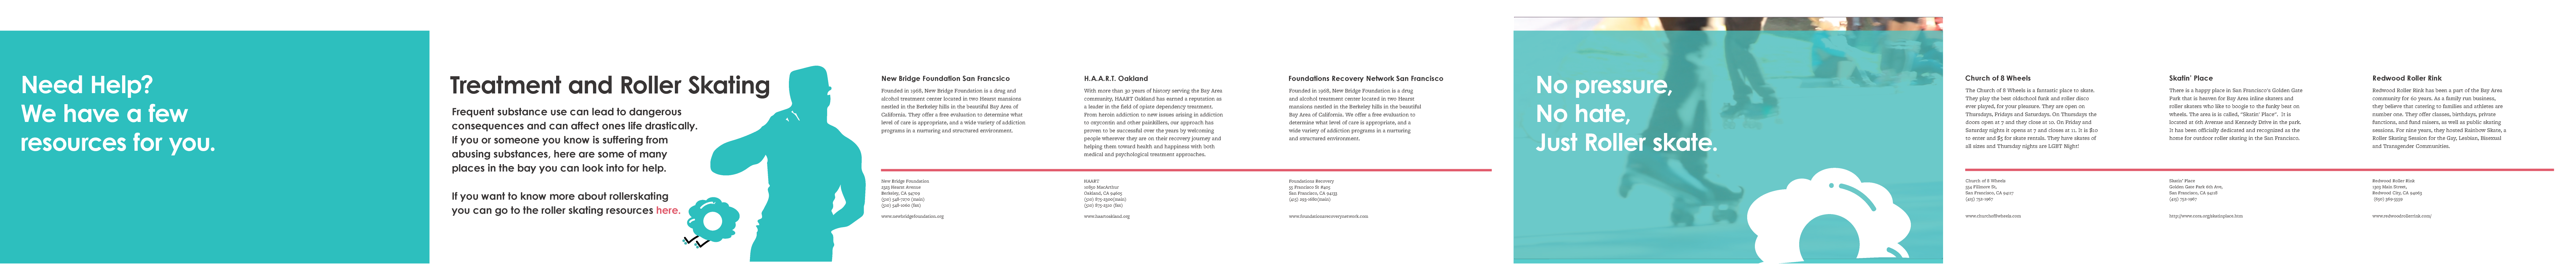 Need Help?
We have a few
resources for you.
Treatment and Roller Skating
Frequent substance use can lead to dangerous
consequences and can affect ones life drastically.
If you or someone you know is suffering from
abusing substances, here are some of many
places in the bay you can look into for help.
If you want to know more about rollerskating
you can go to the roller skating resources here.
New Bridge Foundation San Francsico
Founded in 1968, New Bridge Foundation is a drug and
alcohol treatment center located in two Hearst mansions
nestled in the Berkeley hills in the beautiful Bay Area of
California. They offer a free evaluation to determine what
level of care is appropriate, and a wide variety of addiction
programs in a nurturing and structured environment.
New Bridge Foundation
2323 Hearst Avenue
Berkeley, CA 94709
(510) 548-7270 (main)
(510) 548-1060 (fax)
www.newbridgefoundation.org
H.A.A.R.T. Oakland
With more than 30 years of history serving the Bay Area
community, HAART Oakland has earned a reputation as
a leader in the field of opiate dependency treatment.
From heroin addiction to new issues arising in addiction
to oxycontin and other painkillers, our approach has
proven to be successful over the years by welcoming
people wherever they are on their recovery journey and
helping them toward health and happiness with both
medical and psychological treatment approaches.
HAART
10850 MacArthur
Oakland, CA 94605
(510) 875-2300(main)
(510) 875-2310 (fax)
www.haartoakland.org
Foundations Recovery Network San Francisco
Founded in 1968, New Bridge Foundation is a drug
and alcohol treatment center located in two Hearst
mansions nestled in the Berkeley hills in the beautiful
Bay Area of California. We offer a free evaluation to
determine what level of care is appropriate, and a
wide variety of addiction programs in a nurturing
and structured environment.
Foundations Recovery
55 Francisco St #405
San Francisco, CA 94133
(415) 293-1680(main)
www.foundationsrecoverynetwork.com
No pressure,
No hate,
Just Roller skate.
Church of 8 Wheels
The Church of 8 Wheels is a fantastic place to skate.
They play the best oldschool funk and roller disco
ever played, for your pleasure. They are open on
Thursdays, Fridays and Saturdays. On Thursdays the
doors open at 7 and they close at 10. On Friday and
Saturday nights it opens at 7 and closes at 11. It is $10
to enter and $5 for skate rentals. They have skates of
all sizes and Thursday nights are LGBT Night!
Church of 8 Wheels
554 Fillmore St,
San Francisco, CA 94117
(415) 752-1967
www.churchof8wheels.com
Skatin' Place
There is a happy place in San Francisco's Golden Gate
Park that is heaven for Bay Area inline skaters and
roller skaters who like to boogie to the funky beat on
wheels. The area is is called, "Skatin' Place". It is
located at 6th Avenue and Kennedy Drive in the park.
It has been officially dedicated and recognized as the
home for outdoor roller skating in the San Francisco.
Skatin' Place
Golden Gate Park 6th Ave,
San Francisco, CA 94118
(415) 752-1967
http://www.cora.org/skatinplace.htm
Redwood Roller Rink
Redwood Roller Rink has been a part of the Bay Area
community for 60 years. As a family run business,
they believe that catering to families and athletes are
number one. They offer classes, birthdays, private
functions, and fund raisers, as well as public skating
sessions. For nine years, they hosted Rainbow Skate, a
Roller Skating Session for the Gay, Lesbian, Bisexual
and Transgender Communities.
Redwood Roller Rink
1303 Main Street,
Redwood City, CA 94063
(650) 369-5550
www.redwoodrollerrink.com/